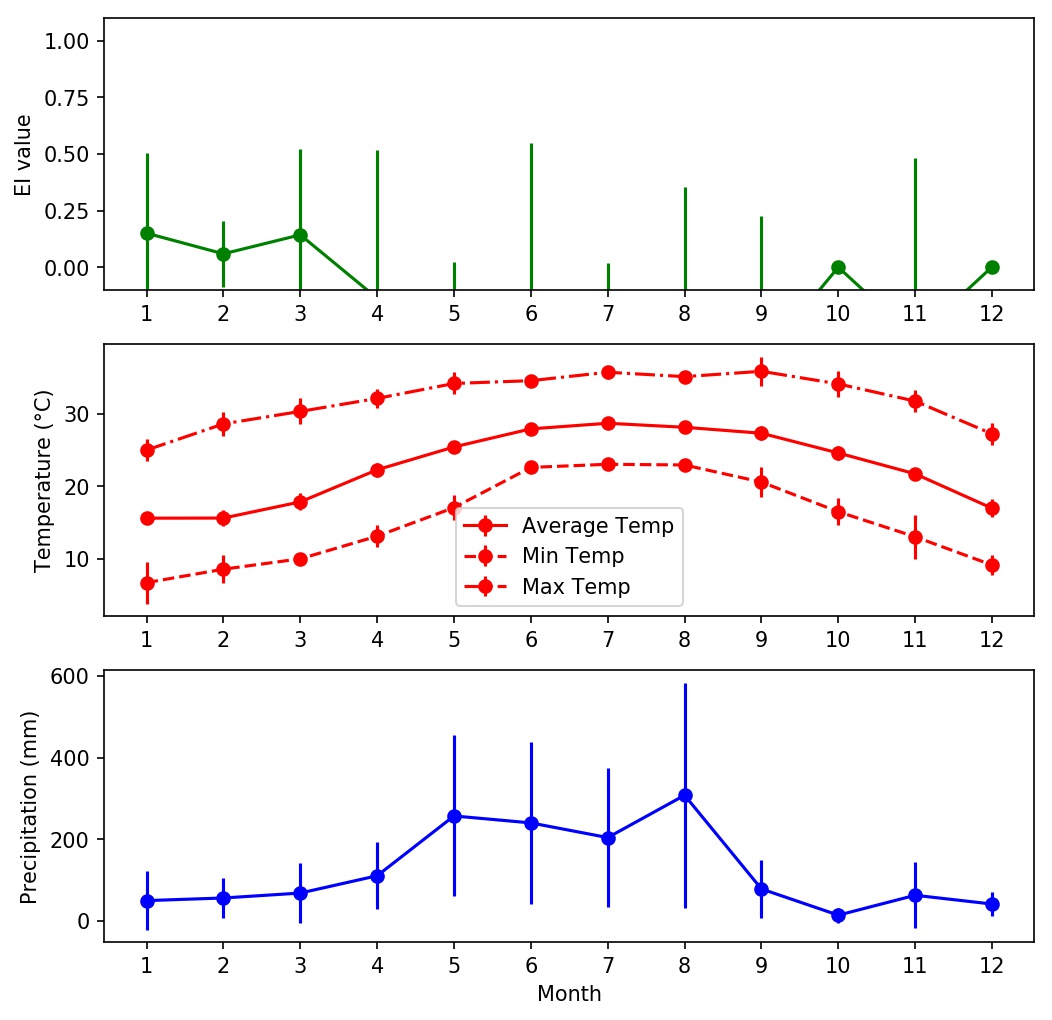 1.00
0.75
0.50
0.25
0.00
EI value
1 2 3 4 5 6 7 8 9 10 11 12
30
20
10
Temperature (°C)
Average Temp
Min Temp
Max Temp
1 2 3 4 5 6 7 8 9 10 11 12
600
400
200
0
Precipitation (mm)
1 2 3 4 5 6 7 8 9 10 11 12
Month